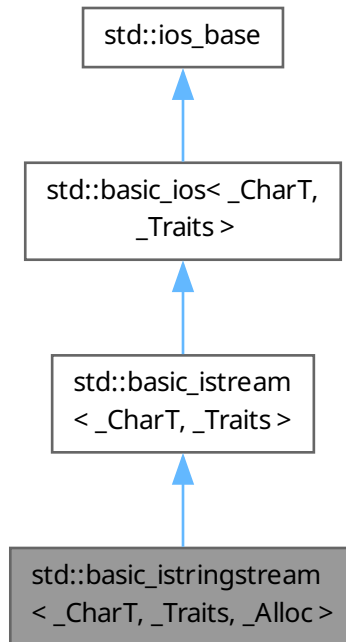 std::ios_base
std::basic_ios< _CharT,
_Traits >
std::basic_istream
< _CharT, _Traits >
std::basic_istringstream
< _CharT, _Traits, _Alloc >